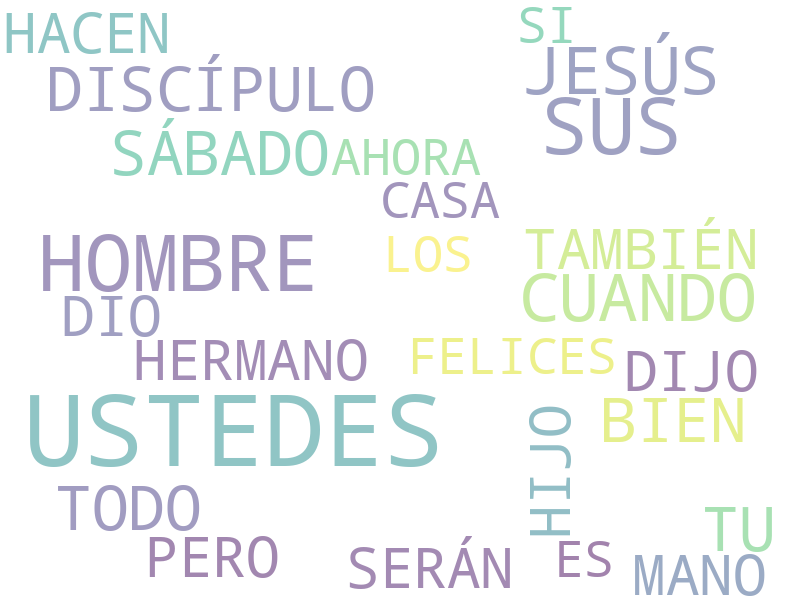 HACEN
SI
JESÚS
DISCÍPULO
SUS
SÁBADO
AHORA
CASA
HOMBRE
LOS
TAMBIÉN
CUANDO
DIO
HERMANO
FELICES
DIJO
USTEDES
BIEN
HIJO
TODO
TU
PERO
SERÁN
ES
MANO